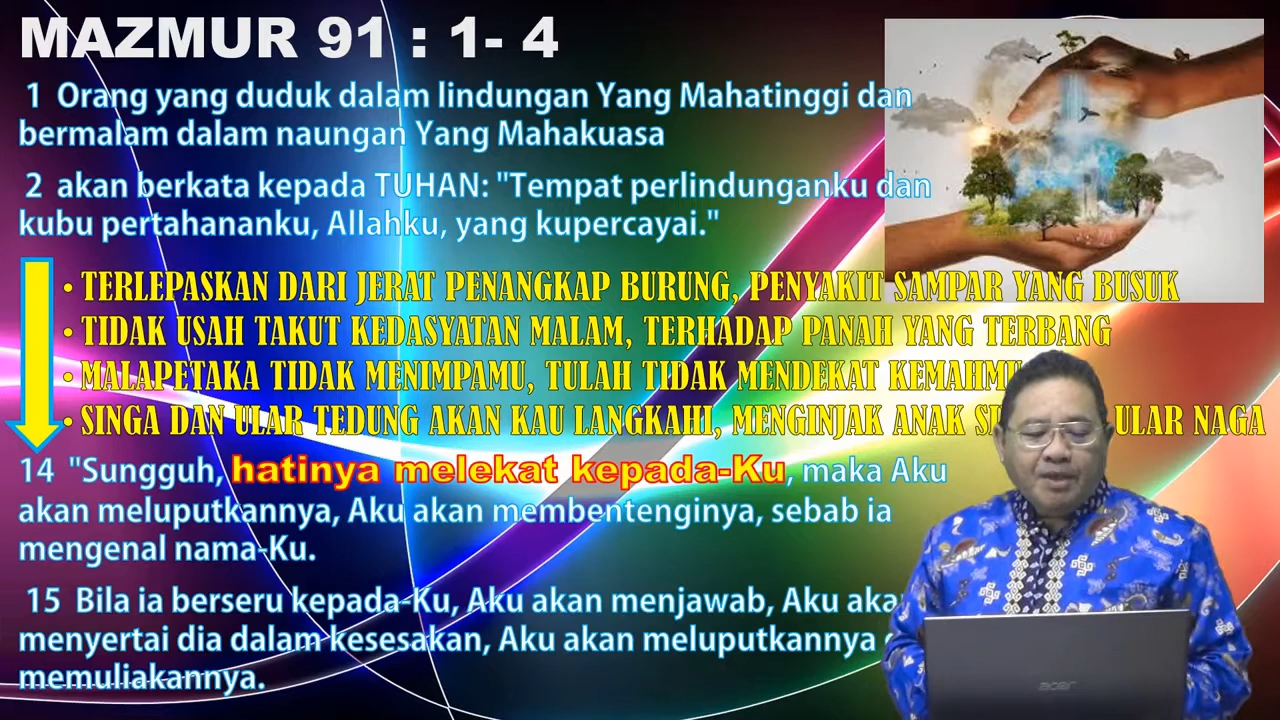 MAZMUR 91 : 1- 4
1 Orang yang duduk dalam lindungan Yang Mahatinggi dan
bermalam dalam naungan Yang Mahakuasa
2 akan berkata kepada TUHAN: "Tempat perlindunganku dan
kubu pertahananku, Allahku, yang kupercayai."
• TERLEPASKAN DARI JERAT PENANGKAP BURUNG, PENYAKIT SAMPAR YANG BUSUK
• TIDAK USAH TAKUT KEDASYATAN MALAM, TERHADAP PANAH YANG TERBANG
• MALAPETAKA TIDAK MENIMPAMU, TULAH TIDAK MENDEKAT KEMAHMU
• SINGA DAN ULAR TEDUNG AKAN KAU LANGKAHI, MENGINJAK ANAK ULAR NAGA
14 "Sungguh, hatinya melekat kepada-Ku, maka Aku
akan meluputkannya, Aku akan membentenginya, sebab ia
mengenal nama-Ku.
15 Bila ia berseru kepada-Ku, Aku akan menjawab, Aku akan
menyertai dia dalam kesesakan, Aku akan meluputkannya
memuliakannya.
acer